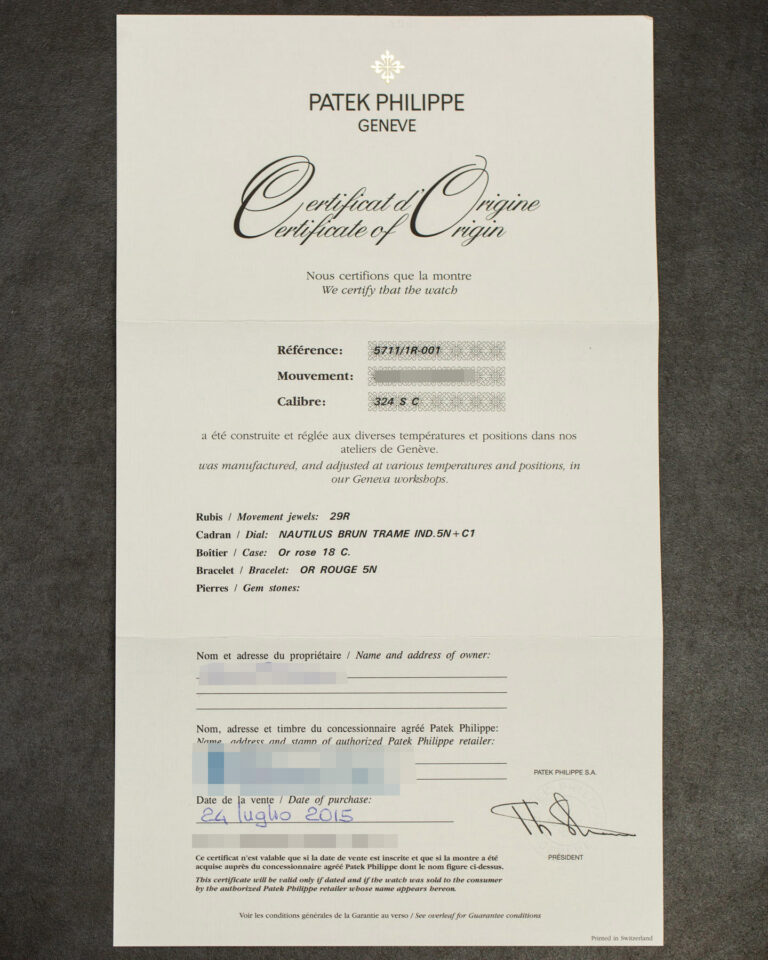 PATEK PHILIPPE
GENEVE
Certificat d'Origine
Certificate of Origin
Nous certifions que la montre
We certify that the watch
Référence: 5711/1R-001
Mouvement:
Calibre: 324 S C
a été construite et réglée aux diverses températures et positions dans nos
ateliers de Genève.
was manufactured, and adjusted at various temperatures and positions, in
our Geneva workshops.
Rubis / Movement jewels: 29R
Cadran / Dial: NAUTILUS BRUN TRAME IND.5N+C1
Boîtier / Case: Or rose 18 C.
Bracelet / Bracelet: OR ROUGE 5N
Pierres / Gem stones:
Nom et adresse du propriétaire / Name and address of owner:
Nom, adresse et timbre du concessionnaire agréé Patek Philippe:
Name, address and stamp of authorized Patek Philippe retailer:
PATEK PHILIPPE S.A.
Date de la vente / Date of purchase:
24 luglio 2015
PRÉSIDENT
Ce certificat n'est valable que si la date de vente est inscrite et que si la montre a été
acquise auprès du concessionnaire agréé Patek Philippe dont le nom figure ci-dessus.
This certificate will be valid only if dated and if the watch was sold to the consumer
by the authorized Patek Philippe retailer whose name appears hereon.
Voir les conditions générales de la Garantie au verso / See overleaf for Guarantee conditions
Printed in Switzerland